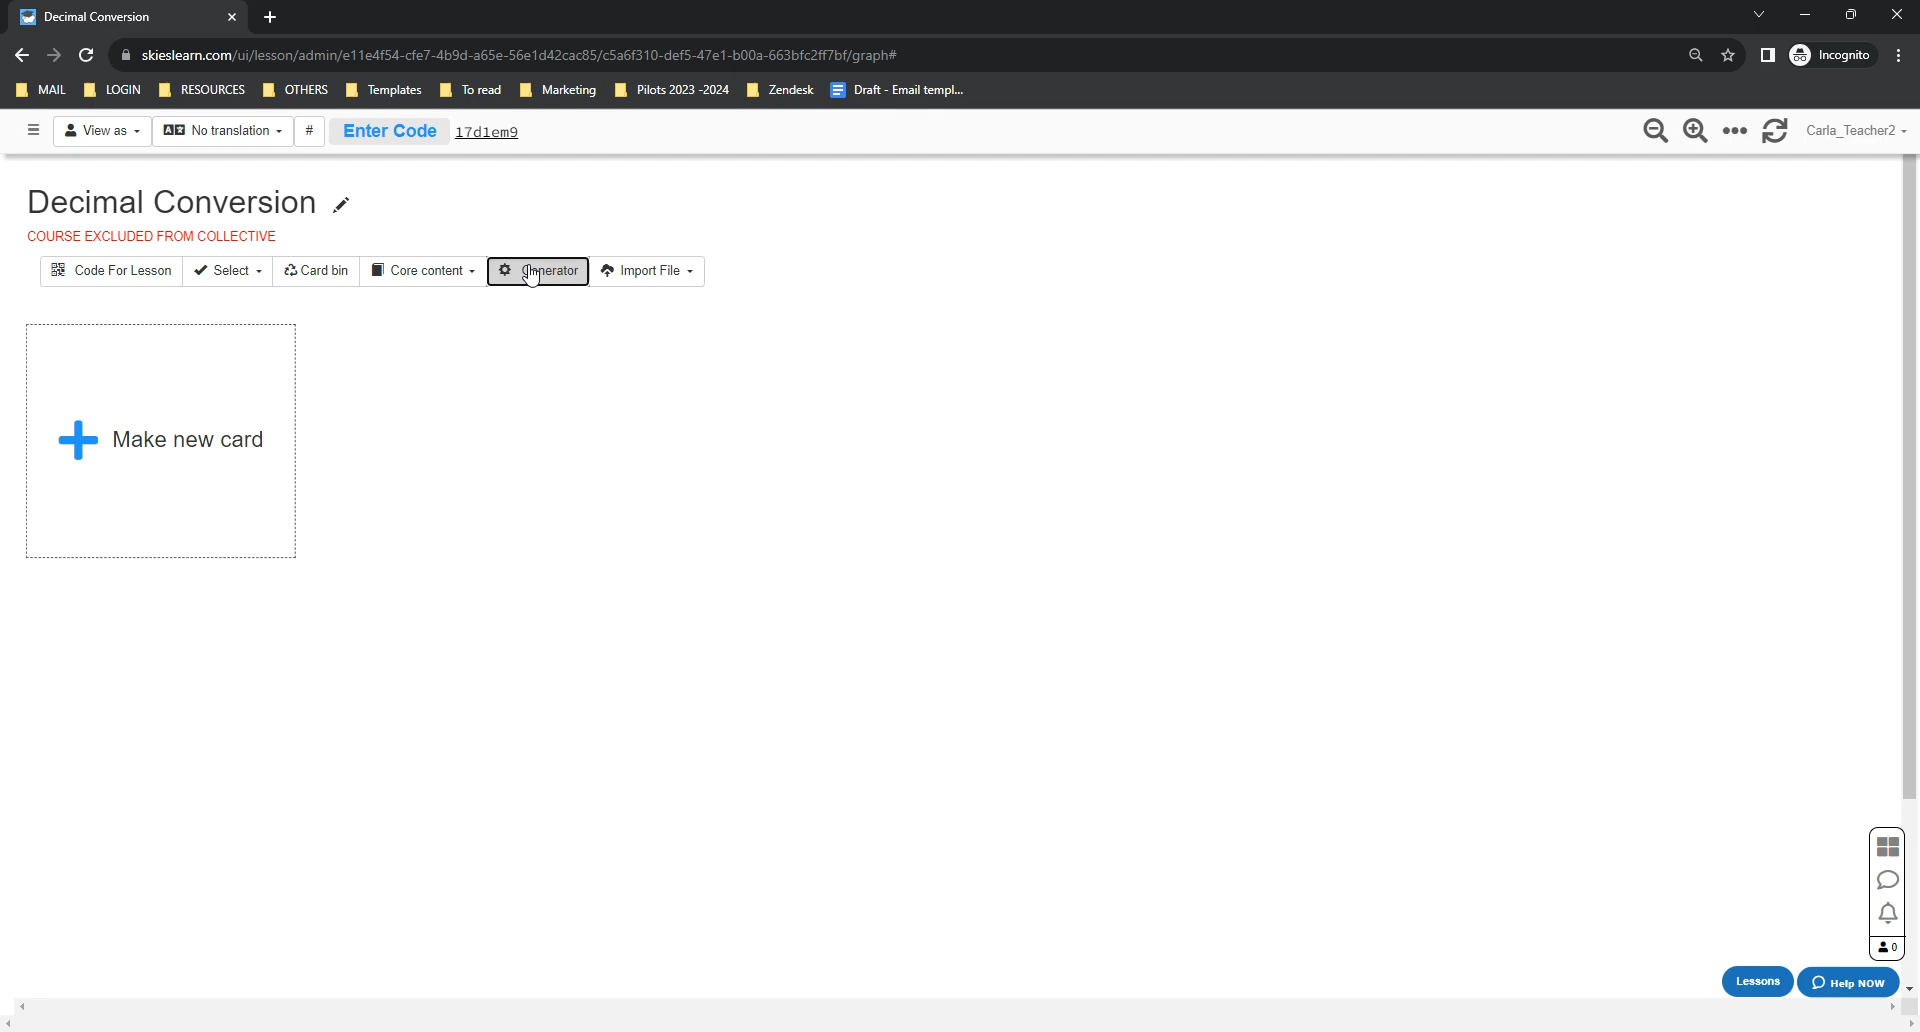 Decimal Conversion
skieslearn.com/ui/lesson/admin/e11e4f54-cfe7-4b9d-a65e-56e1d42cac85/c5a6f310-def5-47e1-b00a-663bfc2ff7bf/graph#
Incognito
MAIL LOGIN RESOURCES OTHERS Templates To read Marketing Pilots 2023 -2024 Zendesk Draft - Email templ...
View as No translation # Enter Code 17d1em9 Carla_Teacher2
Decimal Conversion
COURSE EXCLUDED FROM COLLECTIVE
Code For Lesson Select Card bin Core content Generator Import File
Make new card
0
Lessons Help NOW